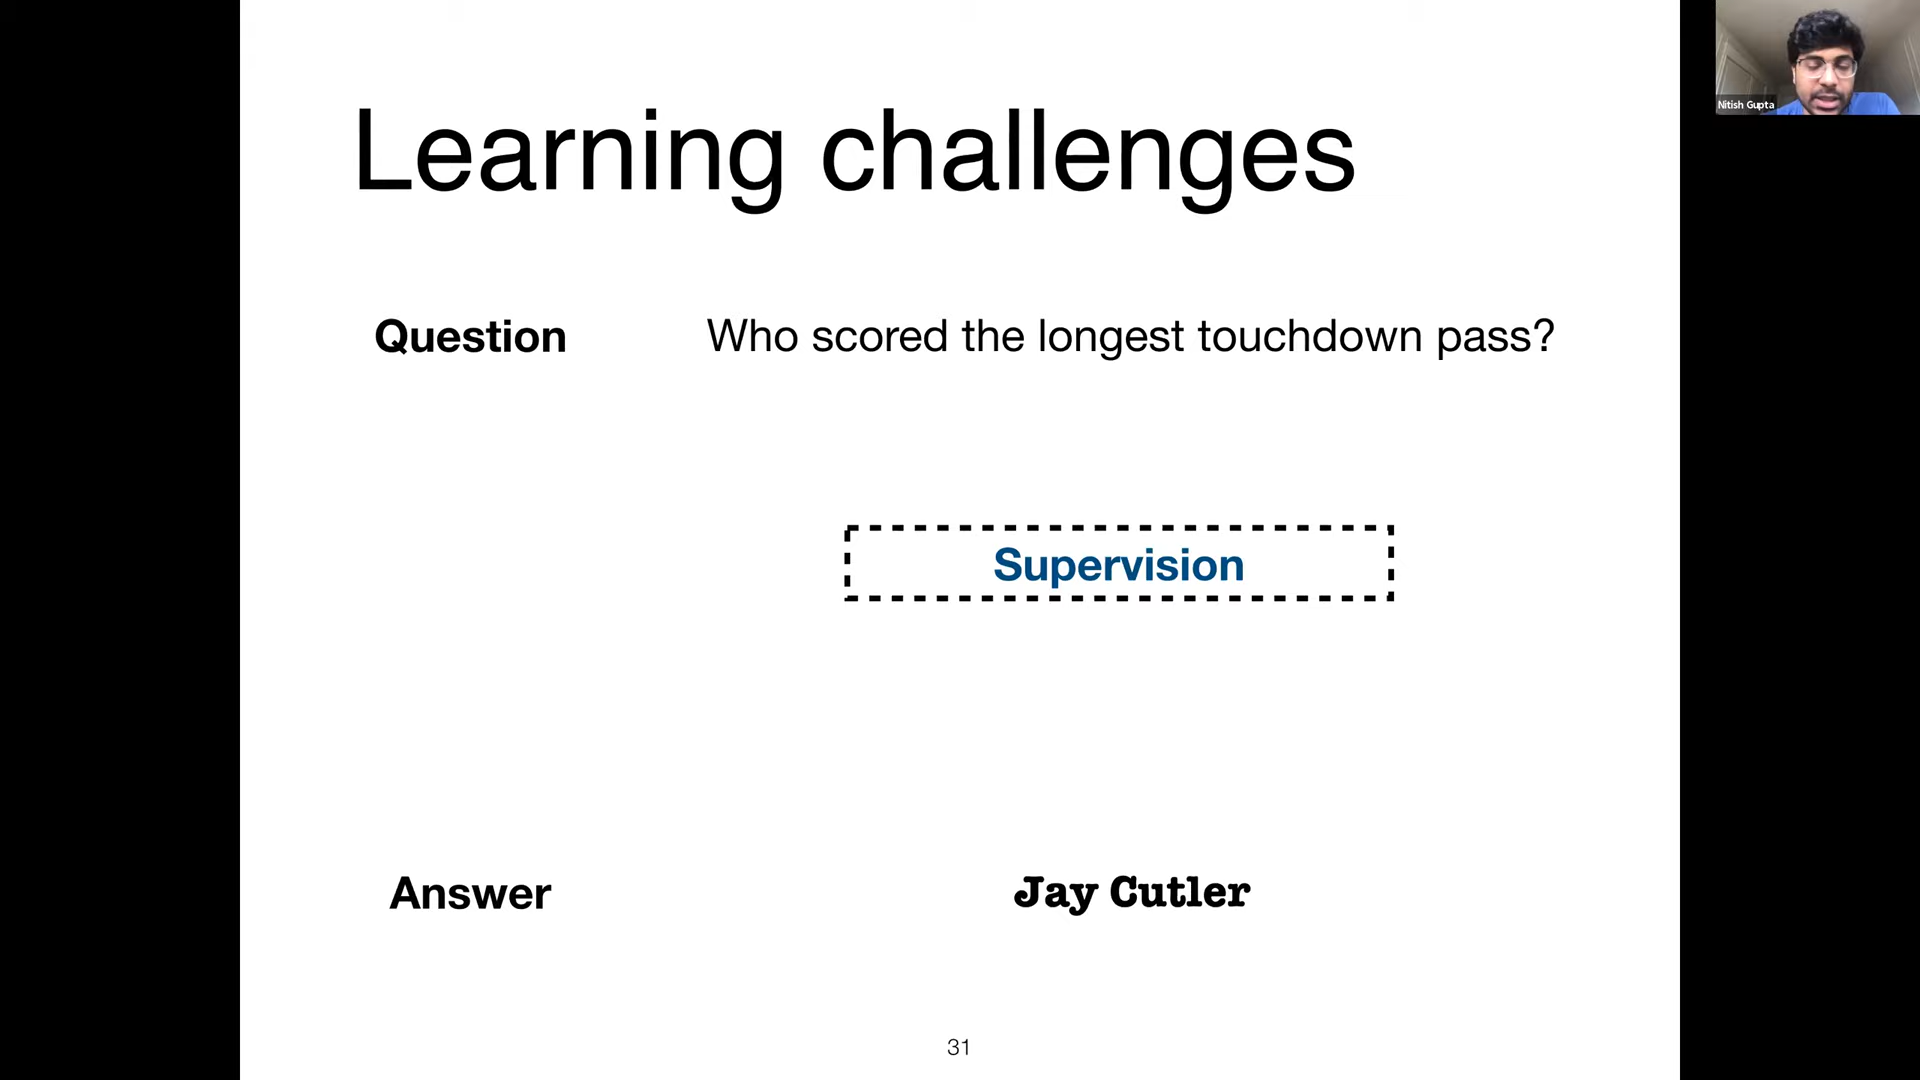 Learning challenges
Nitish Gupta
Question Who scored the longest touchdown pass?
Supervision
Answer Jay Cutler
31